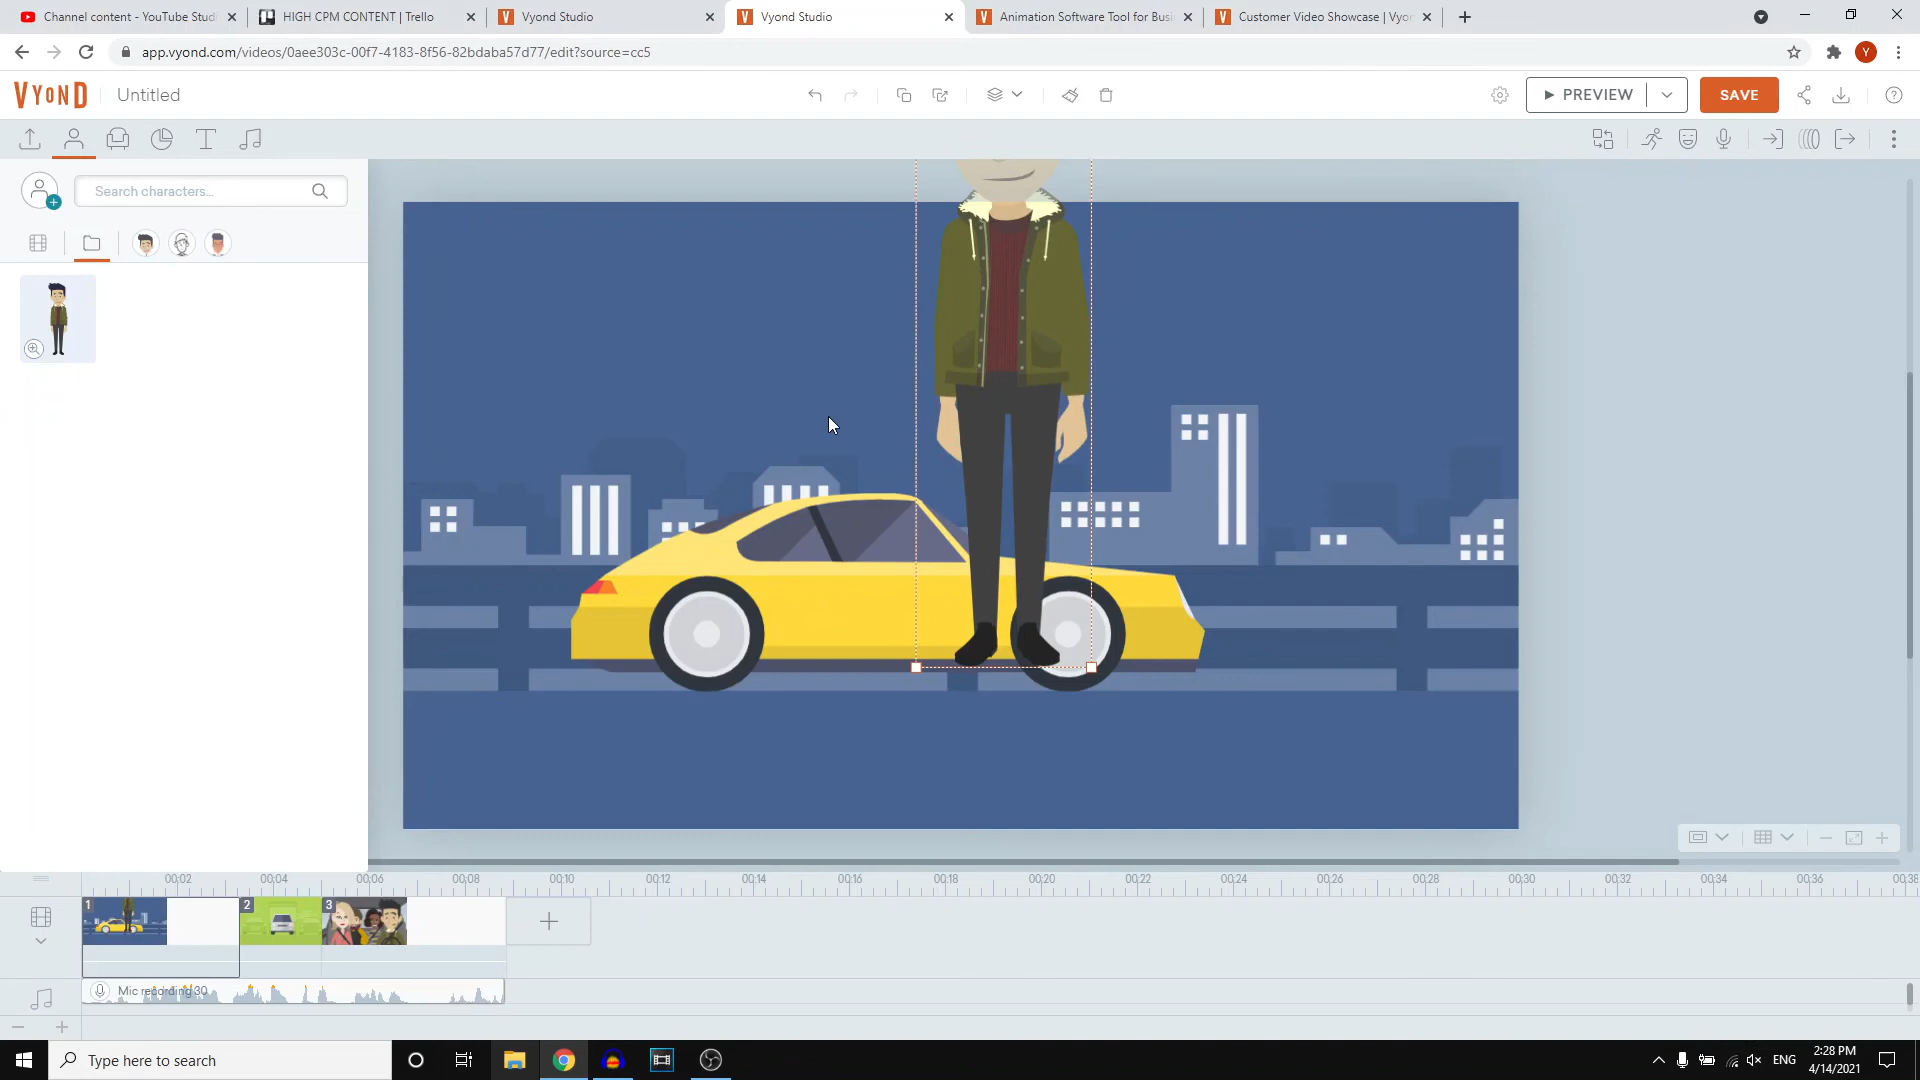 Channel content - YouTube Stud
HIGH CPM CONTENT | Trello
Vyond Studio
Vyond Studio
Animation Software Tool for Busi
Customer Video Showcase | Vyon
app.vyond.com/videos/0aee303c-00f7-4183-8f56-82bdaba57d77/edit?source=cc5
Y
VYOND
Untitled
PREVIEW
SAVE
Search characters...
00:02
00:04
00:06
00:08
00:10
00:12
00:14
00:16
00:18
00:20
00:22
00:24
00:26
00:28
00:30
00:32
00:34
00:36
00:38
1
2
3
Mic recording 30
Type here to search
ENG
2:28 PM
4/14/2021